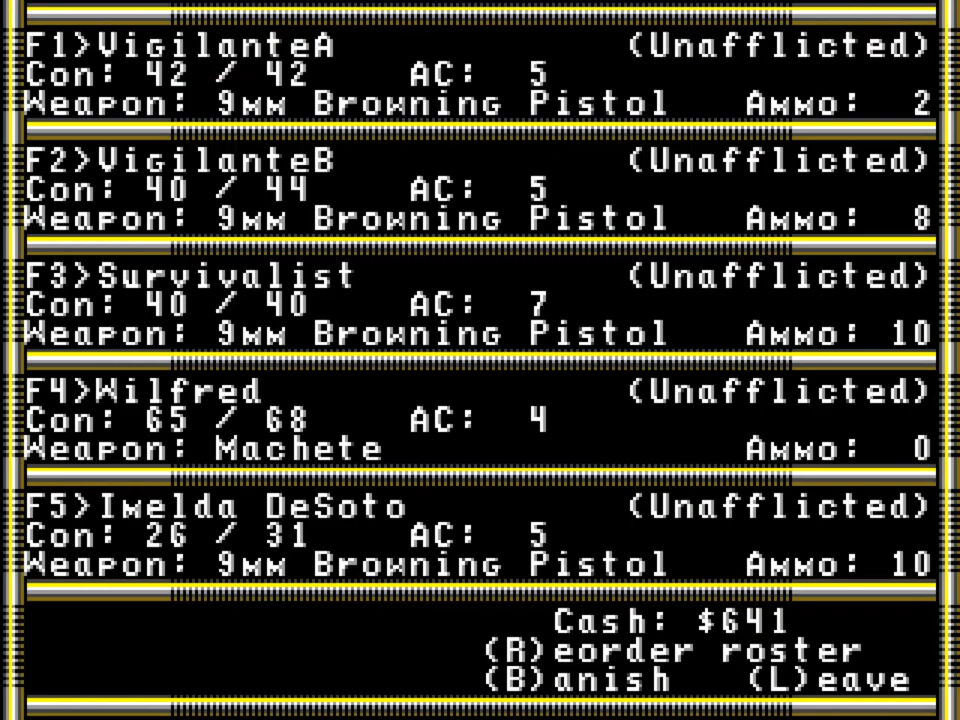 F1>VigilanteA (Unafflicted)
Con: 42 / 42 AC: 5
Weapon: 9mm Browning Pistol Ammo: 2
F2>VigilanteB (Unafflicted)
Con: 40 / 44 AC: 5
Weapon: 9mm Browning Pistol Ammo: 8
F3>Survivalist (Unafflicted)
Con: 40 / 40 AC: 7
Weapon: 9mm Browning Pistol Ammo: 10
F4>Wilfred (Unafflicted)
Con: 65 / 68 AC: 4
Weapon: Machete Ammo: 0
F5>Imelda DeSoto (Unafflicted)
Con: 26 / 31 AC: 5
Weapon: 9mm Browning Pistol Ammo: 10
Cash: $641
(R)eorder roster
(B)anish (L)eave